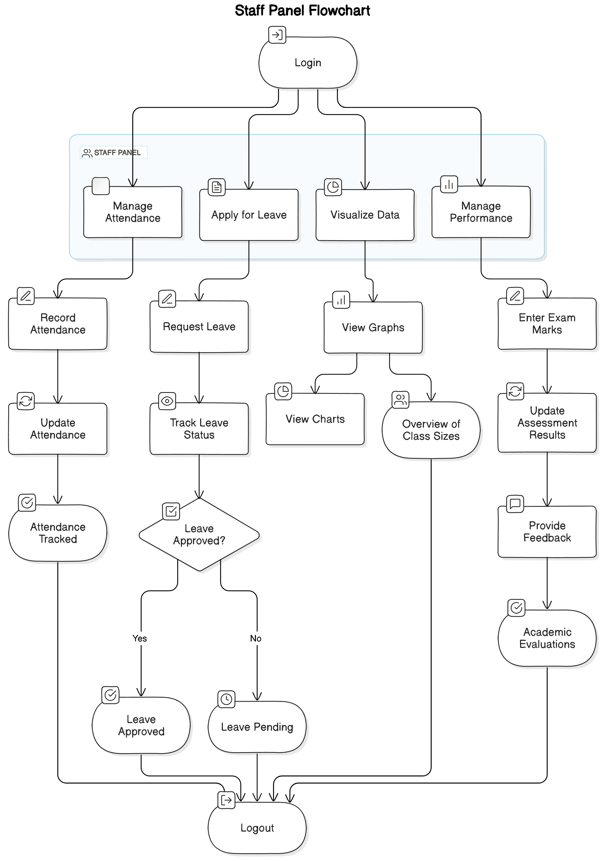 Staff Panel Flowchart
Login
STAFF PANEL
Manage
Attendance
Apply for Leave
Visualize Data
Manage
Performance
Record
Attendance
Request Leave
View Graphs
Enter Exam
Marks
Update
Attendance
Track Leave
Status
View Charts
Overview of
Class Sizes
Update
Assessment
Results
Attendance
Tracked
Leave
Approved?
Provide
Feedback
Yes
No
Academic
Evaluations
Leave
Approved
Leave Pending
Logout